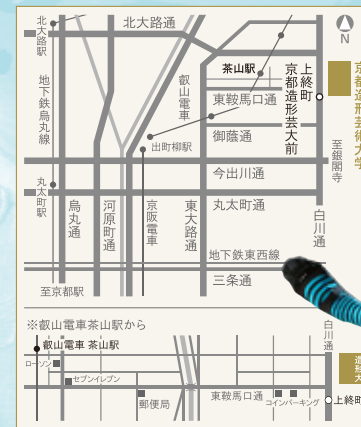 北大路通
北大路駅
N
地下鉄烏丸線
叡山電車
茶山駅
上終町
京都造形芸大前
京都造形芸術大学
東鞍馬口通
出町柳駅
御蔭通
至銀閣寺
今出川通
丸太町駅
烏丸通
河原町通
京阪電車
東大路通
丸太町通
白川通
地下鉄東西線
至京都駅
三条通
※叡山電車茶山駅から
叡山電車 茶山駅
白川通
ローソン
セブンイレブン
造形大
郵便局
東鞍馬口通
コインパーキング
上終町